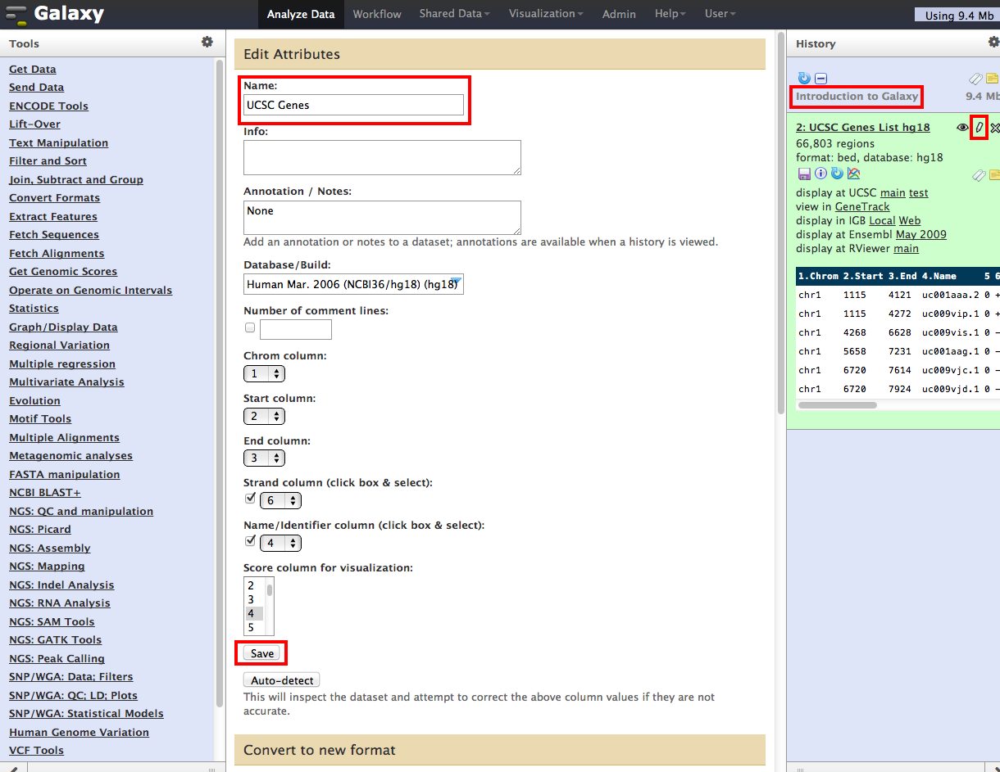 Galaxy
Analyze Data Workflow Shared Data Visualization Admin Help User
Using 9.4 Mb
Tools
Get Data
Send Data
ENCODE Tools
Lift-Over
Text Manipulation
Filter and Sort
Join, Subtract and Group
Convert Formats
Extract Features
Fetch Sequences
Fetch Alignments
Get Genomic Scores
Operate on Genomic Intervals
Statistics
Graph/Display Data
Regional Variation
Multiple regression
Multivariate Analysis
Evolution
Motif Tools
Multiple Alignments
Metagenomic analyses
FASTA manipulation
NCBI BLAST+
NGS: QC and manipulation
NGS: Picard
NGS: Assembly
NGS: Mapping
NGS: Indel Analysis
NGS: RNA Analysis
NGS: SAM Tools
NGS: GATK Tools
NGS: Peak Calling
SNP/WGA: Data; Filters
SNP/WGA: QC; LD; Plots
SNP/WGA: Statistical Models
Human Genome Variation
VCF Tools
Edit Attributes
Name:
UCSC Genes
Info:
Annotation / Notes:
None
Add an annotation or notes to a dataset; annotations are available when a history is viewed.
Database/Build:
Human Mar. 2006 (NCBI36/hg18) (hg18)
Number of comment lines:
Chrom column:
1
Start column:
2
End column:
3
Strand column (click box & select):
6
Name/Identifier column (click box & select):
4
Score column for visualization:
2
3
4
5
Save
Auto-detect
This will inspect the dataset and attempt to correct the above column values if they are not
accurate.
Convert to new format
History
Introduction to Galaxy
9.4 Mb
2: UCSC Genes List hg18
66,803 regions
format: bed, database: hg18
display at UCSC main test
view in GeneTrack
display in IGB Local Web
display at Ensembl May 2009
display at RViewer main
1.Chrom 2.Start 3.End 4.Name 5 6
chr1 1115 4121 uc001aaa.2 0 +
chr1 1115 4272 uc009vip.1 0 +
chr1 4268 6628 uc009vis.1 0 -
chr1 5658 7231 uc001aag.1 0 -
chr1 6720 7614 uc009vjc.1 0 -
chr1 6720 7924 uc009vjd.1 0 -